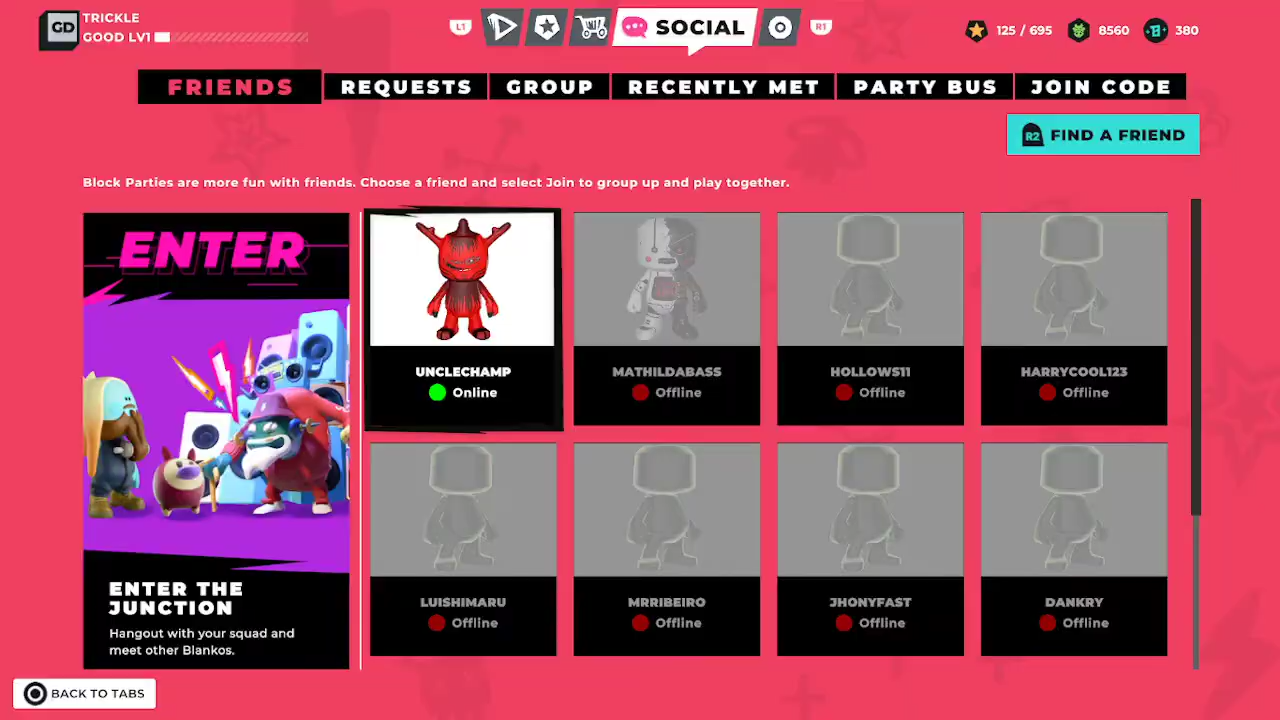 GD
TRICKLE
GOOD LV1
L1
SOCIAL
R1
125 / 695
8560
380
FRIENDS
REQUESTS
GROUP
RECENTLY MET
PARTY BUS
JOIN CODE
R2 FIND A FRIEND
Block Parties are more fun with friends. Choose a friend and select Join to group up and play together.
ENTER
ENTER THE
JUNCTION
Hangout with your squad and
meet other Blankos.
UNCLECHAMP
Online
MATHILDABASS
Offline
HOLLOW511
Offline
HARRYCOOL123
Offline
LUISHIMARU
Offline
MRRIBEIRO
Offline
JHONYFAST
Offline
DANKRY
Offline
BACK TO TABS